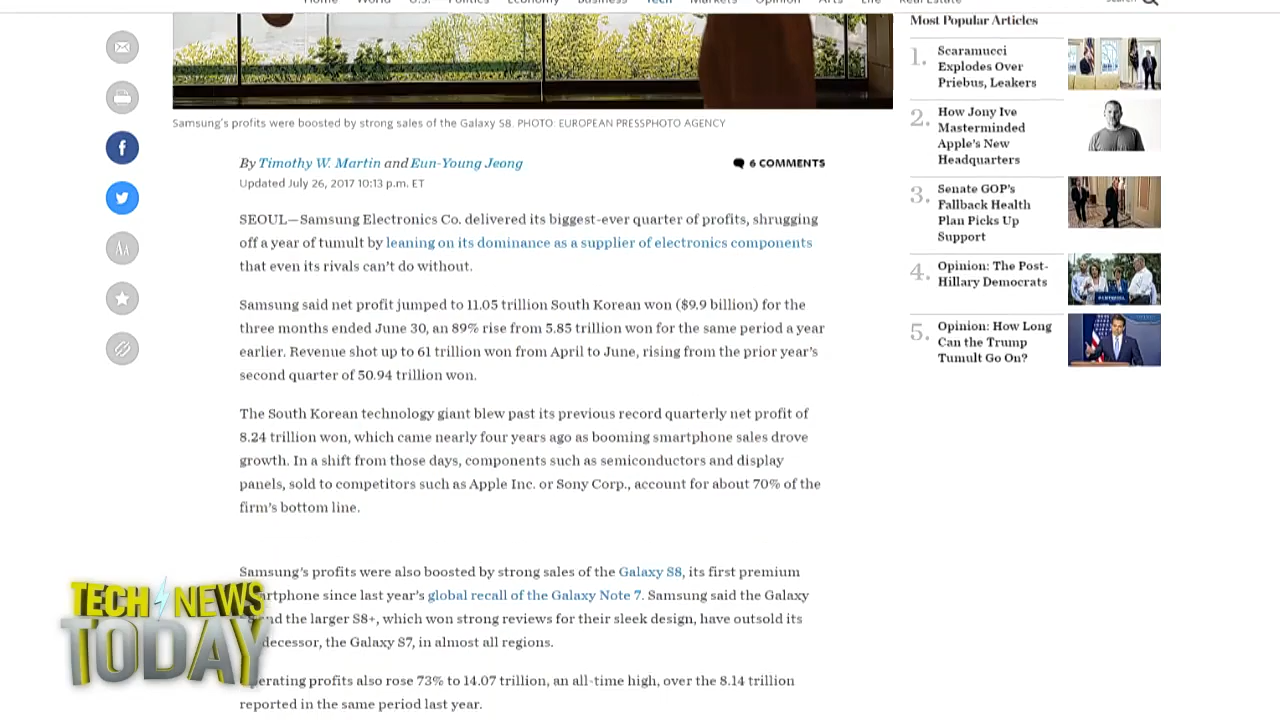 Home World U.S. Politics Economy Business Tech Markets Opinion Arts Life Real Estate
Search
Samsung's profits were boosted by strong sales of the Galaxy S8. PHOTO: EUROPEAN PRESSPHOTO AGENCY
By Timothy W. Martin and Eun-Young Jeong
6 COMMENTS
Updated July 26, 2017 10:13 p.m. ET
SEOUL—Samsung Electronics Co. delivered its biggest-ever quarter of profits, shrugging
off a year of tumult by leaning on its dominance as a supplier of electronics components
that even its rivals can't do without.
Samsung said net profit jumped to 11.05 trillion South Korean won ($9.9 billion) for the
three months ended June 30, an 89% rise from 5.85 trillion won for the same period a year
earlier. Revenue shot up to 61 trillion won from April to June, rising from the prior year's
second quarter of 50.94 trillion won.
The South Korean technology giant blew past its previous record quarterly net profit of
8.24 trillion won, which came nearly four years ago as booming smartphone sales drove
growth. In a shift from those days, components such as semiconductors and display
panels, sold to competitors such as Apple Inc. or Sony Corp., account for about 70% of the
firm's bottom line.
Samsung's profits were also boosted by strong sales of the Galaxy S8, its first premium
rtphone since last year's global recall of the Galaxy Note 7. Samsung said the Galaxy
nd the larger S8+, which won strong reviews for their sleek design, have outsold its
decessor, the Galaxy S7, in almost all regions.
erating profits also rose 73% to 14.07 trillion, an all-time high, over the 8.14 trillion
reported in the same period last year.
Most Popular Articles
1. Scaramucci
Explodes Over
Priebus, Leakers
2. How Jony Ive
Masterminded
Apple's New
Headquarters
3. Senate GOP's
Fallback Health
Plan Picks Up
Support
4. Opinion: The Post-
Hillary Democrats
5. Opinion: How Long
Can the Trump
Tumult Go On?
TECH NEWS
TODAY